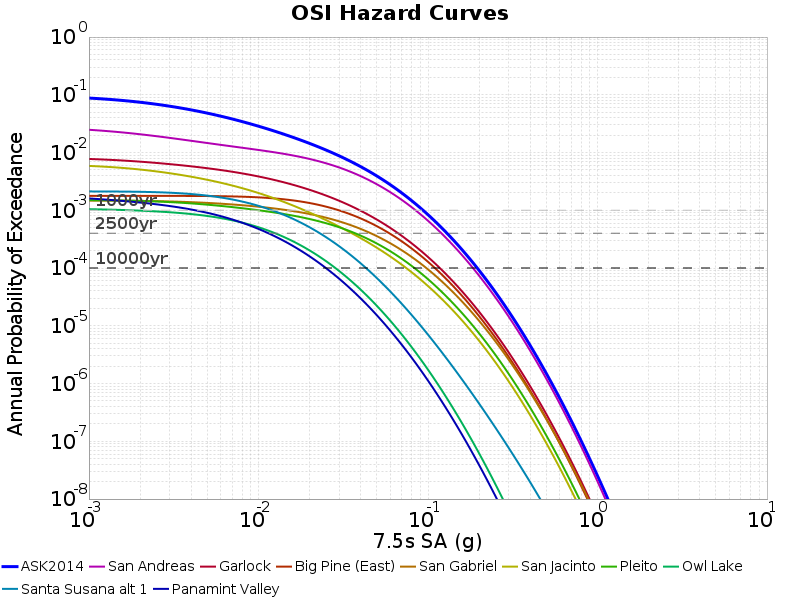 OSI Hazard Curves
Annual Probability of Exceedance
10^0
10^-1
10^-2
10^-3
10^-4
10^-5
10^-6
10^-7
10^-8
1000yr
2500yr
10000yr
10^-3 10^-2 10^-1 10^0 10^1
7.5s SA (g)
ASK2014 San Andreas Garlock Big Pine (East) San Gabriel San Jacinto Pleito Owl Lake
Santa Susana alt 1 Panamint Valley